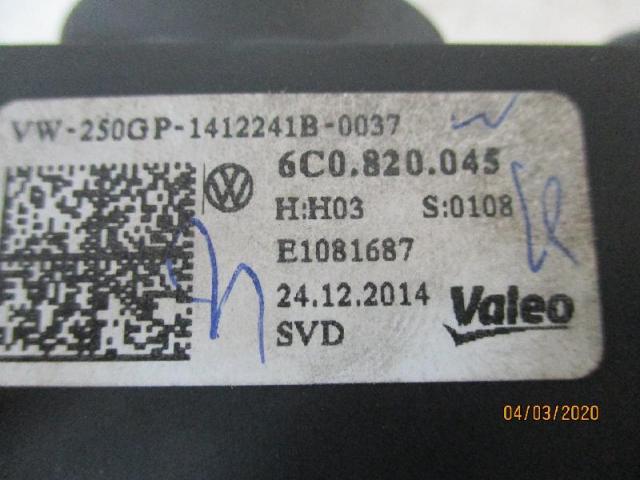 VW-250GP-1412241B-0037
6C0.820.045
H:H03 S:0108
E1081687
24.12.2014
SVD
Valeo
04/03/2020